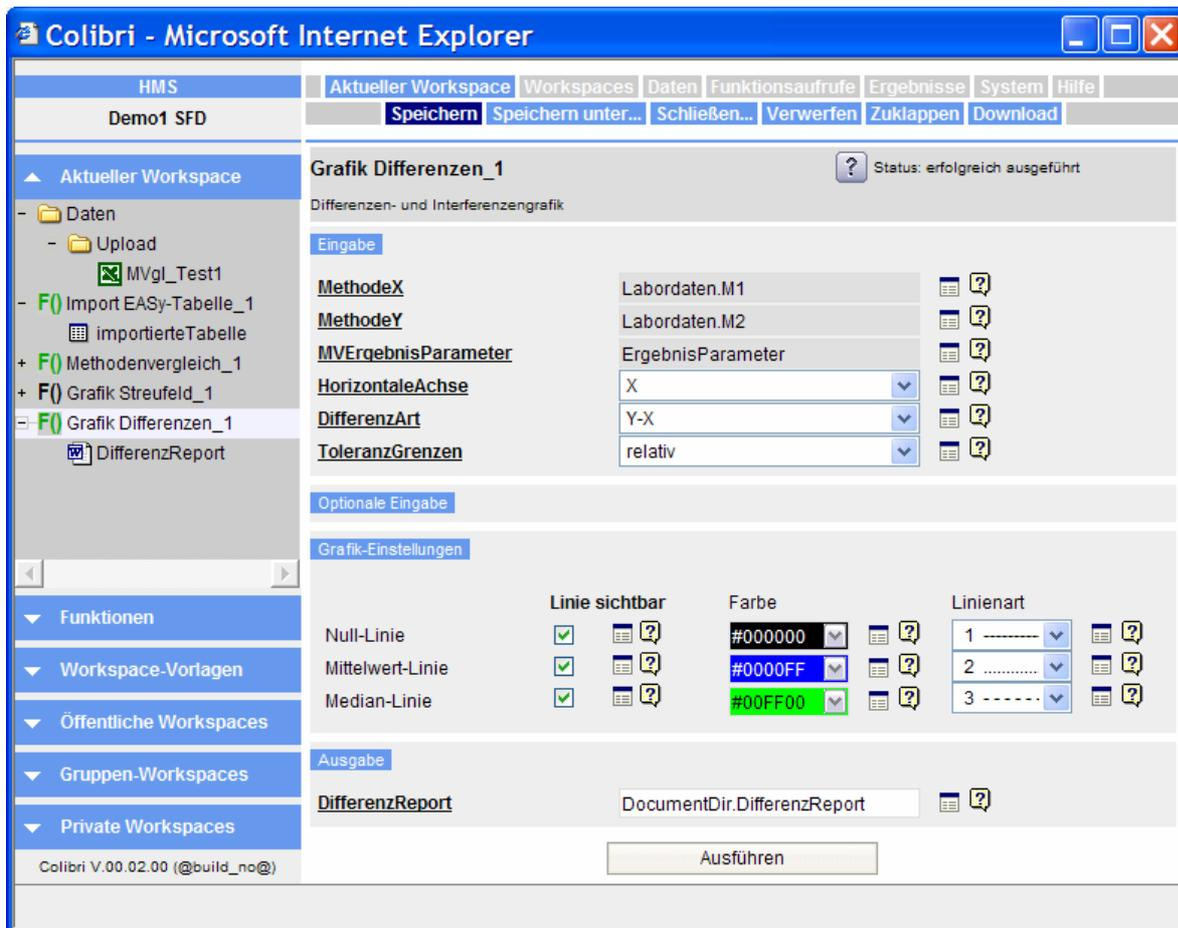 Colibri - Microsoft Internet Explorer
HMS
Demo1 SFD
Aktueller Workspace Workspaces Daten Funktionsaufrufe Ergebnisse System Hilfe
Speichern Speichern unter... Schließen... Verwerfen Zuklappen Download
Aktueller Workspace
- Daten
- Upload
MVgl_Test1
- F() Import EASy-Tabelle_1
importierteTabelle
+ F() Methodenvergleich_1
+ F() Grafik Streufeld_1
- F() Grafik Differenzen_1
DifferenzReport
Funktionen
Workspace-Vorlagen
Öffentliche Workspaces
Gruppen-Workspaces
Private Workspaces
Colibri V.00.02.00 (@build_no@)
Grafik Differenzen_1 ? Status: erfolgreich ausgeführt
Differenzen- und Interferenzengrafik
Eingabe
MethodeX Labordaten.M1 ?
MethodeY Labordaten.M2 ?
MVErgebnisParameter ErgebnisParameter ?
HorizontaleAchse X ?
DifferenzArt Y-X ?
ToleranzGrenzen relativ ?
Optionale Eingabe
Grafik-Einstellungen
Linie sichtbar Farbe Linienart
Null-Linie ? #000000 ? 1 --------- ?
Mittelwert-Linie ? #0000FF ? 2 ............ ?
Median-Linie ? #00FF00 ? 3 - - - - - - ?
Ausgabe
DifferenzReport DocumentDir.DifferenzReport ?
Ausführen